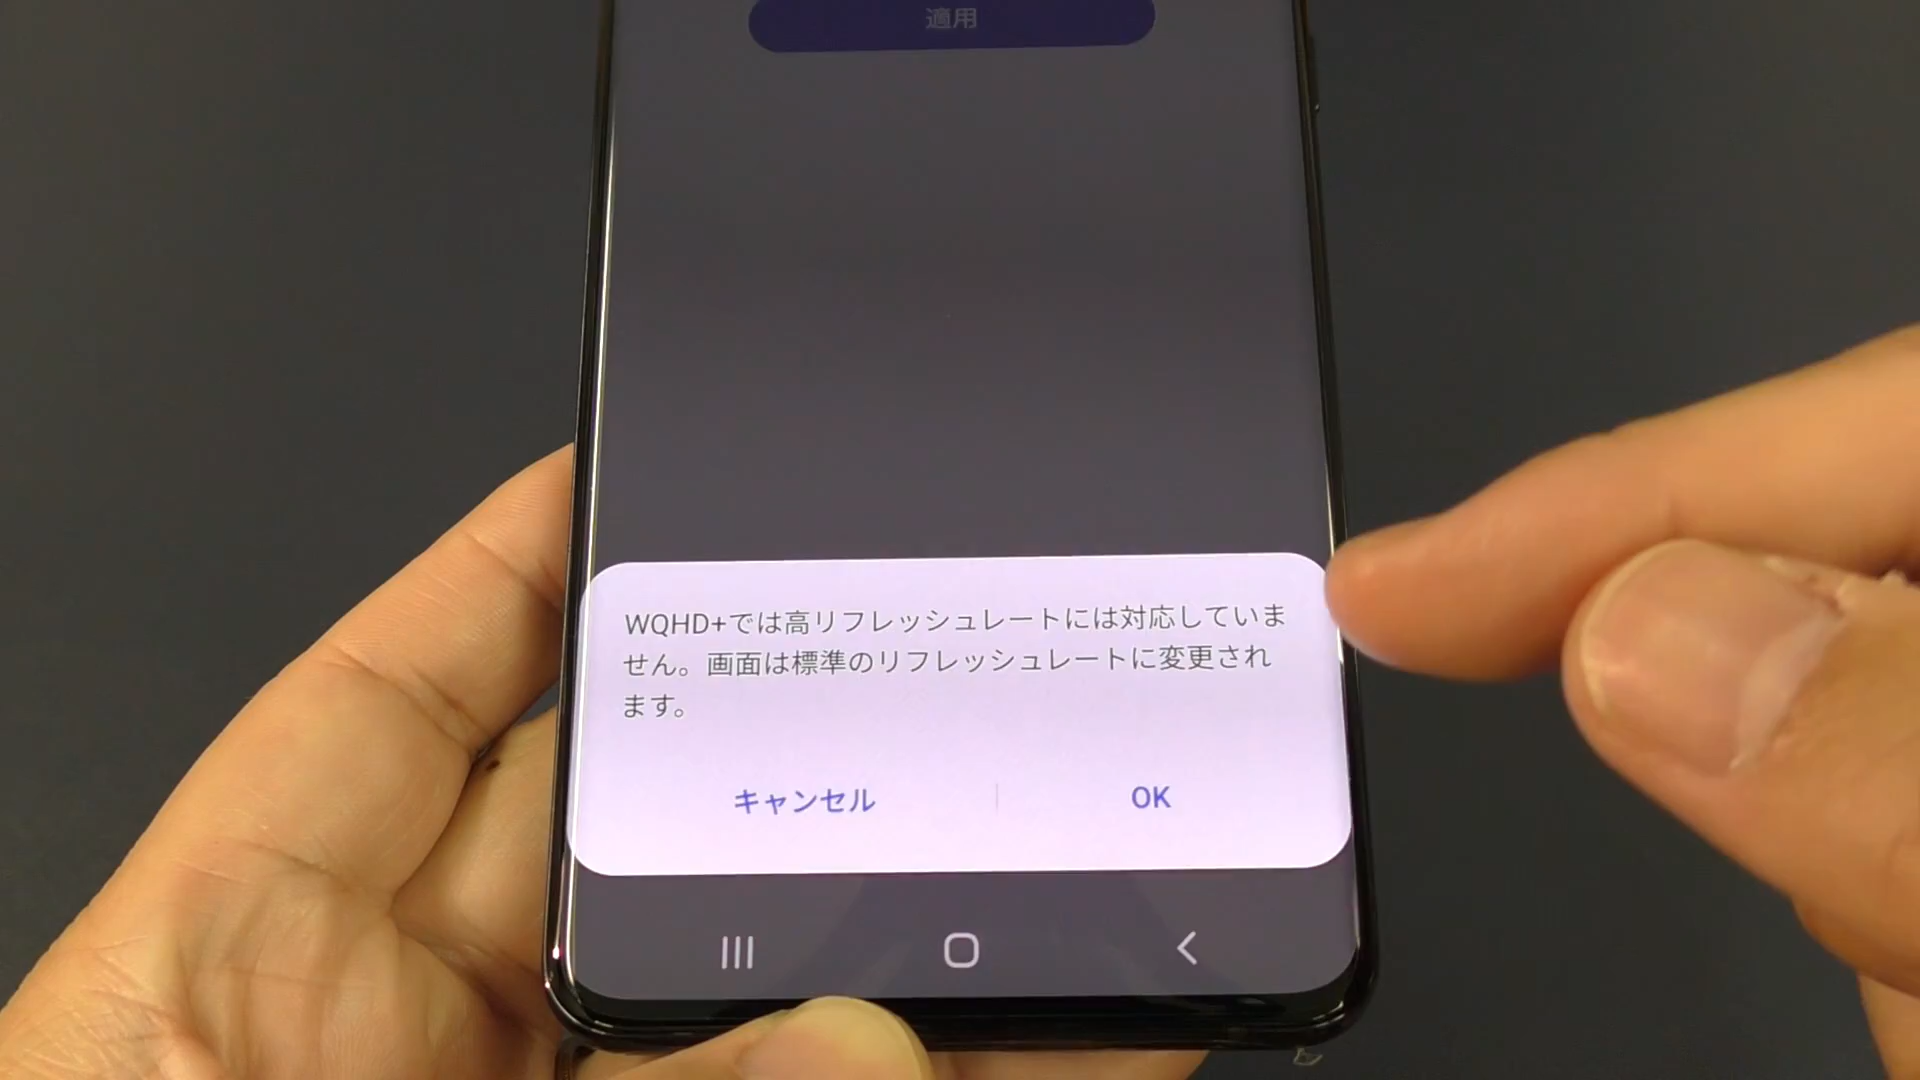 適用
WQHD+では高リフレッシュレートには対応していま
せん。画面は標準のリフレッシュレートに変更され
ます。
キャンセル
OK